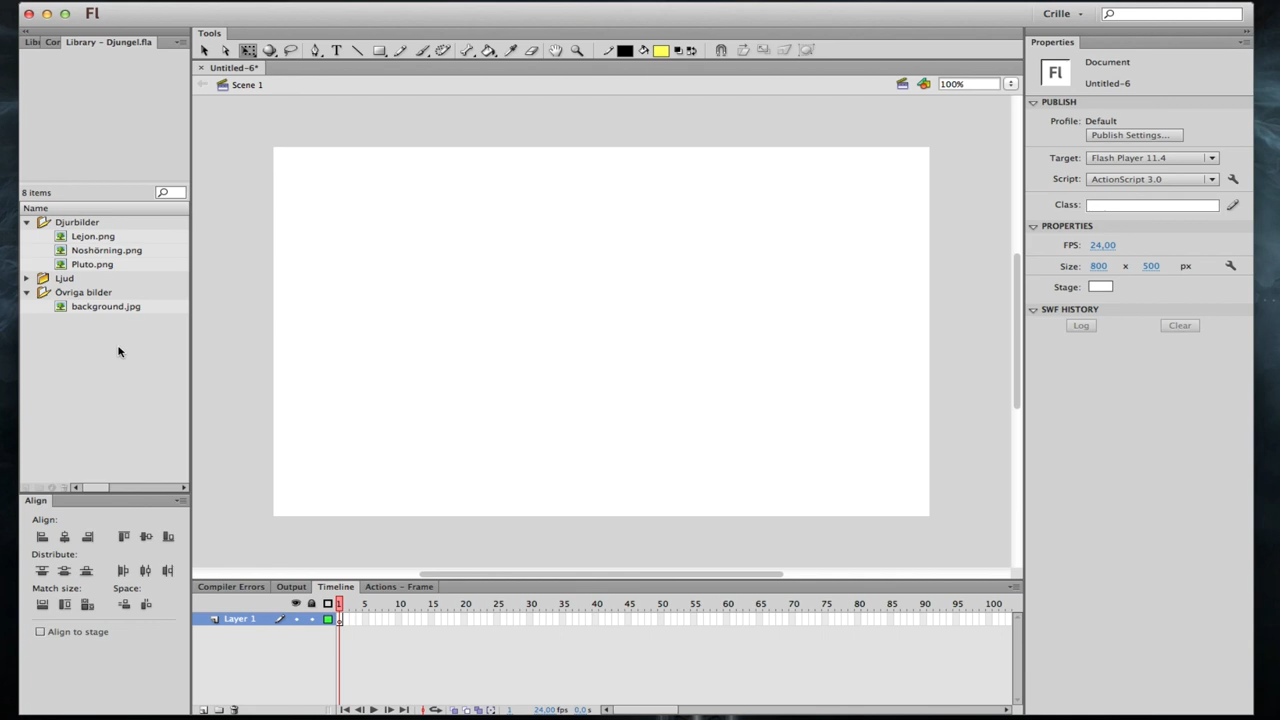 Fl
Crille
Lib
Cor
Library – Djungel.fla
Tools
Untitled-6*
Scene 1
100%
8 items
Name
Djurbilder
Lejon.png
Noshörning.png
Pluto.png
Ljud
Övriga bilder
background.jpg
Align
Align:
Distribute:
Match size:
Space:
Align to stage
Compiler Errors
Output
Timeline
Actions – Frame
1 5 10 15 20 25 30 35 40 45 50 55 60 65 70 75 80 85 90 95 100
Layer 1
1
24,00 fps
0,0 s
Properties
Fl
Document
Untitled-6
PUBLISH
Profile: Default
Publish Settings...
Target: Flash Player 11.4
Script: ActionScript 3.0
Class:
PROPERTIES
FPS: 24,00
Size: 800 x 500 px
Stage:
SWF HISTORY
Log
Clear